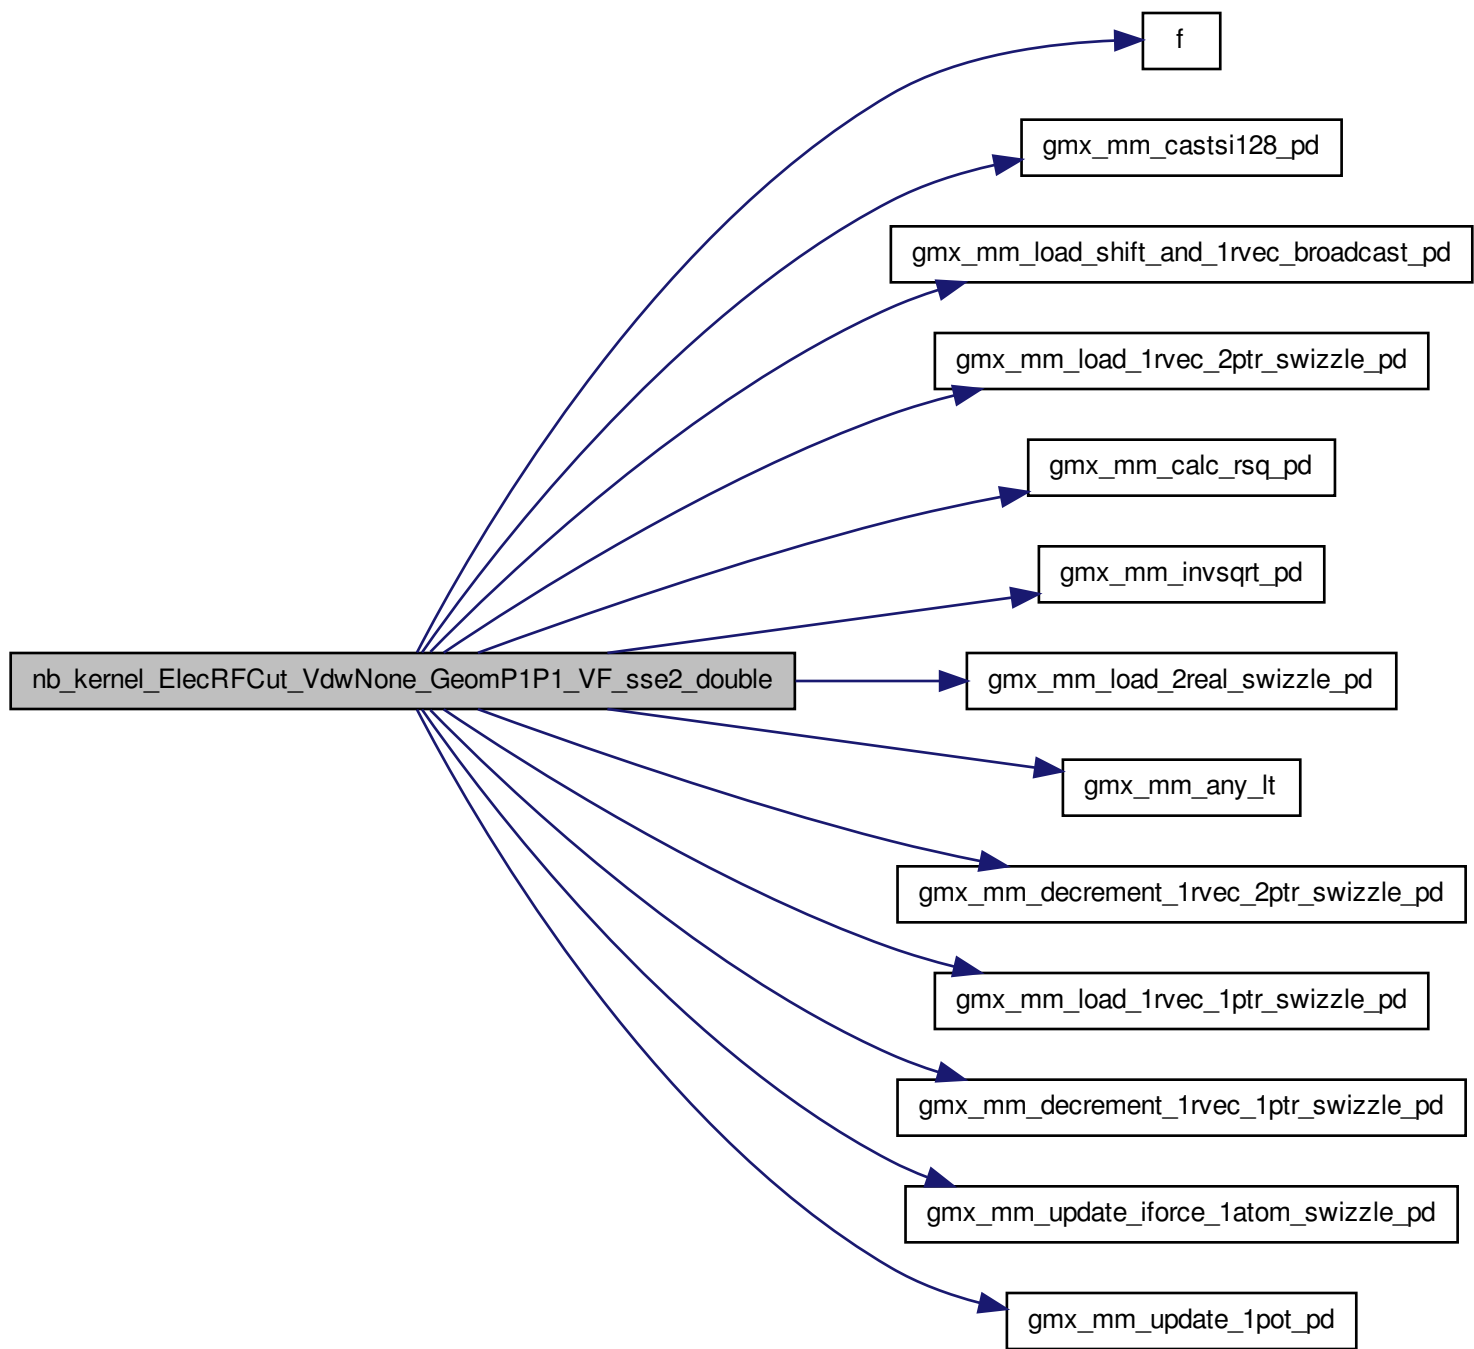 f
gmx_mm_castsi128_pd
gmx_mm_load_shift_and_1rvec_broadcast_pd
gmx_mm_load_1rvec_2ptr_swizzle_pd
gmx_mm_calc_rsq_pd
gmx_mm_invsqrt_pd
nb_kernel_ElecRFCut_VdwNone_GeomP1P1_VF_sse2_double
gmx_mm_load_2real_swizzle_pd
gmx_mm_any_lt
gmx_mm_decrement_1rvec_2ptr_swizzle_pd
gmx_mm_load_1rvec_1ptr_swizzle_pd
gmx_mm_decrement_1rvec_1ptr_swizzle_pd
gmx_mm_update_iforce_1atom_swizzle_pd
gmx_mm_update_1pot_pd